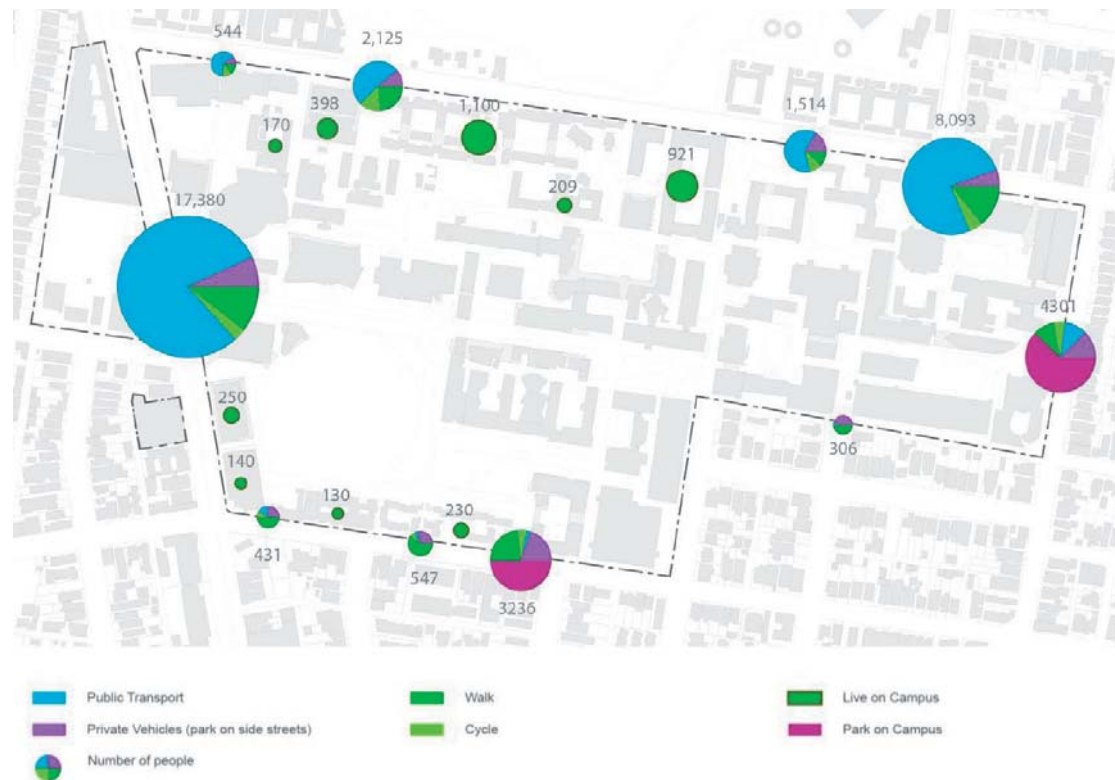 544
2,125
398
170
1,100
1,514
8,093
921
209
17,380
4301
250
306
140
130
230
431
547
3236
Public Transport
Walk
Live on Campus
Private Vehicles (park on side streets)
Cycle
Park on Campus
Number of people